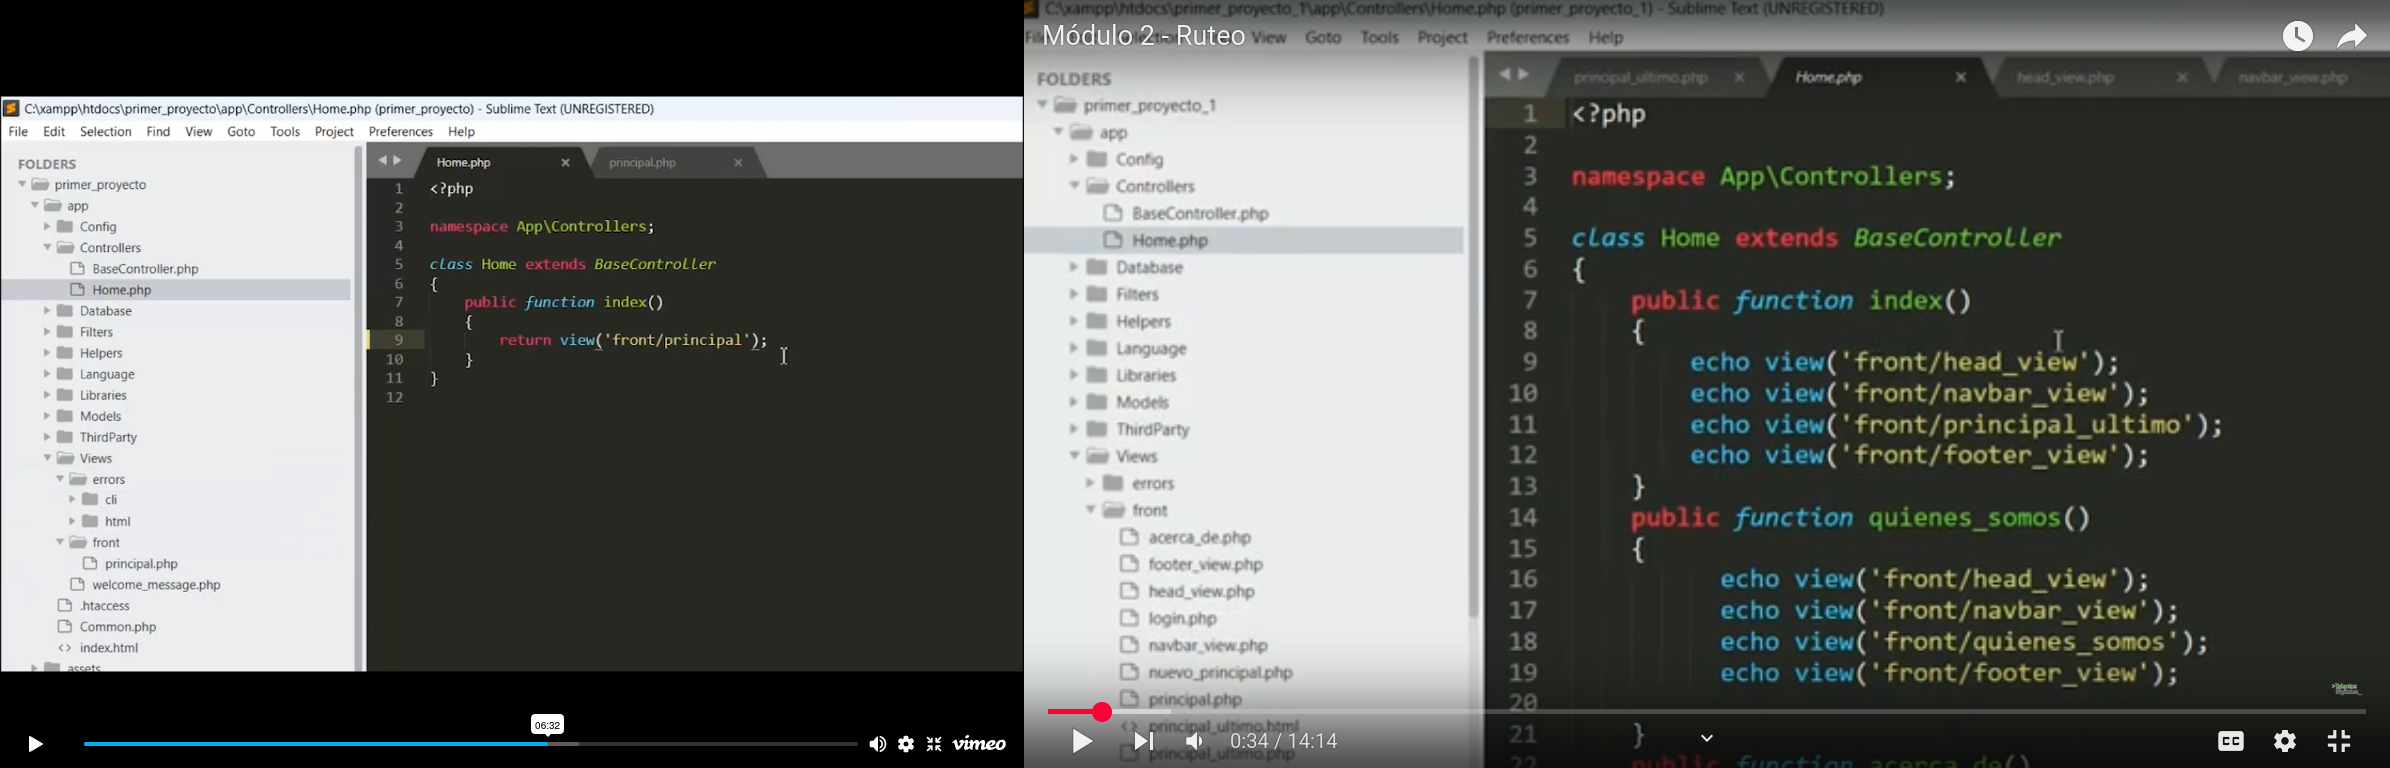 C:\xampp\htdocs\primer_proyecto\app\Controllers\Home.php (primer_proyecto) - Sublime Text (UNREGISTERED)
File Edit Selection Find View Goto Tools Project Preferences Help
FOLDERS
primer_proyecto
app
Config
Controllers
BaseController.php
Home.php
Database
Filters
Helpers
Language
Libraries
Models
ThirdParty
Views
errors
cli
html
front
principal.php
welcome_message.php
.htaccess
Common.php
index.html
assets
Home.php principal.php
1 <?php
2
3 namespace App\Controllers;
4
5 class Home extends BaseController
6 {
7 public function index()
8 {
9 return view('front/principal');
10 }
11 }
12
06:32
vimeo
C:\xampp\htdocs\primer_proyecto_1\app\Controllers\Home.php (primer_proyecto_1) - Sublime Text (UNREGISTERED)
Módulo 2 - Ruteo
View Goto Tools Project Preferences Help
FOLDERS
primer_proyecto_1
app
Config
Controllers
BaseController.php
Home.php
Database
Filters
Helpers
Language
Libraries
Models
ThirdParty
Views
errors
front
acerca_de.php
footer_view.php
head_view.php
login.php
navbar_view.php
nuevo_principal.php
principal.php
principal_ultimo.html
principal_ultimo.php
principal_ultimo.php Home.php head_view.php navbar_view.php
1 <?php
2
3 namespace App\Controllers;
4
5 class Home extends BaseController
6 {
7 public function index()
8 {
9 echo view('front/head_view');
10 echo view('front/navbar_view');
11 echo view('front/principal_ultimo');
12 echo view('front/footer_view');
13 }
14 public function quienes_somos()
15 {
16 echo view('front/head_view');
17 echo view('front/navbar_view');
18 echo view('front/quienes_somos');
19 echo view('front/footer_view');
20
21 }
22 public function acerca_de()
0:34 / 14:14
CC